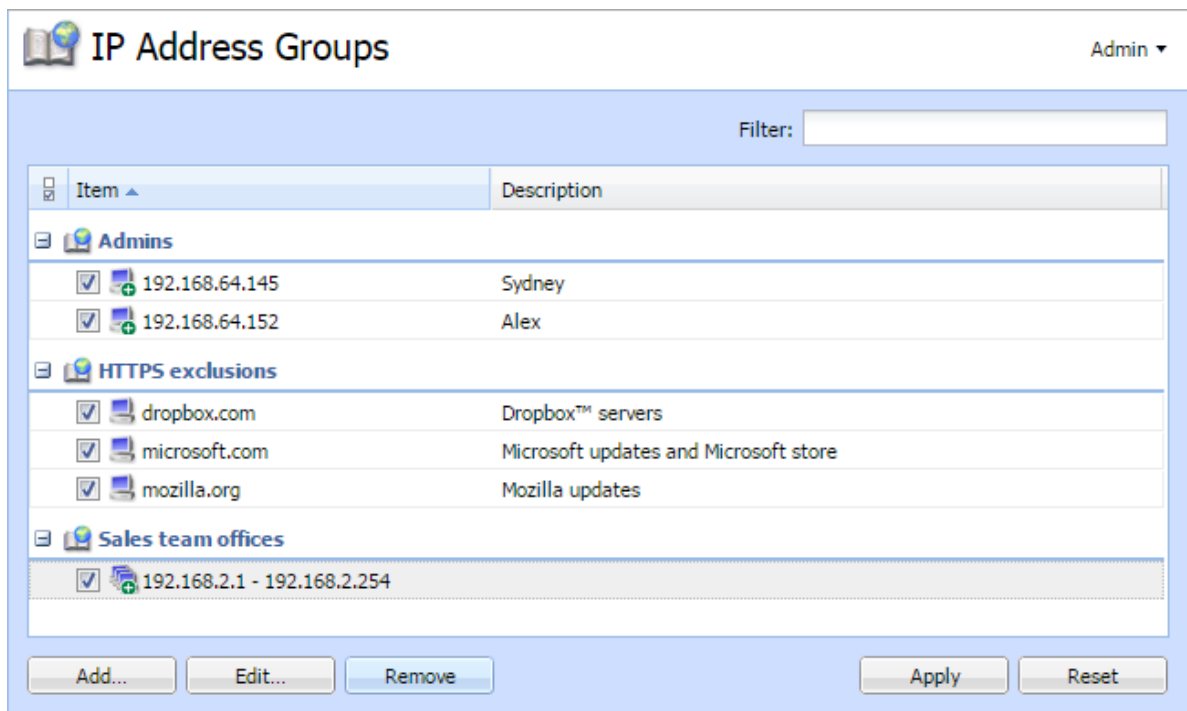 IP Address Groups
Admin
Filter:
Item Description
Admins
192.168.64.145 Sydney
192.168.64.152 Alex
HTTPS exclusions
dropbox.com Dropbox™ servers
microsoft.com Microsoft updates and Microsoft store
mozilla.org Mozilla updates
Sales team offices
192.168.2.1 - 192.168.2.254
Add... Edit... Remove Apply Reset